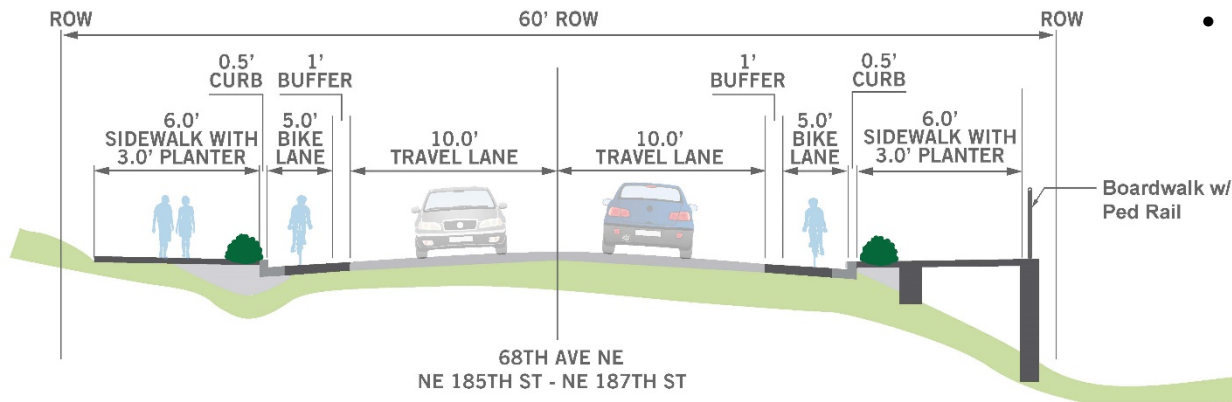 ROW
60' ROW
ROW
0.5'
CURB
1'
BUFFER
1'
BUFFER
0.5'
CURB
6.0'
SIDEWALK WITH
3.0' PLANTER
5.0'
BIKE
LANE
10.0'
TRAVEL LANE
10.0'
TRAVEL LANE
5.0'
BIKE
LANE
6.0'
SIDEWALK WITH
3.0' PLANTER
Boardwalk w/
Ped Rail
68TH AVE NE
NE 185TH ST - NE 187TH ST